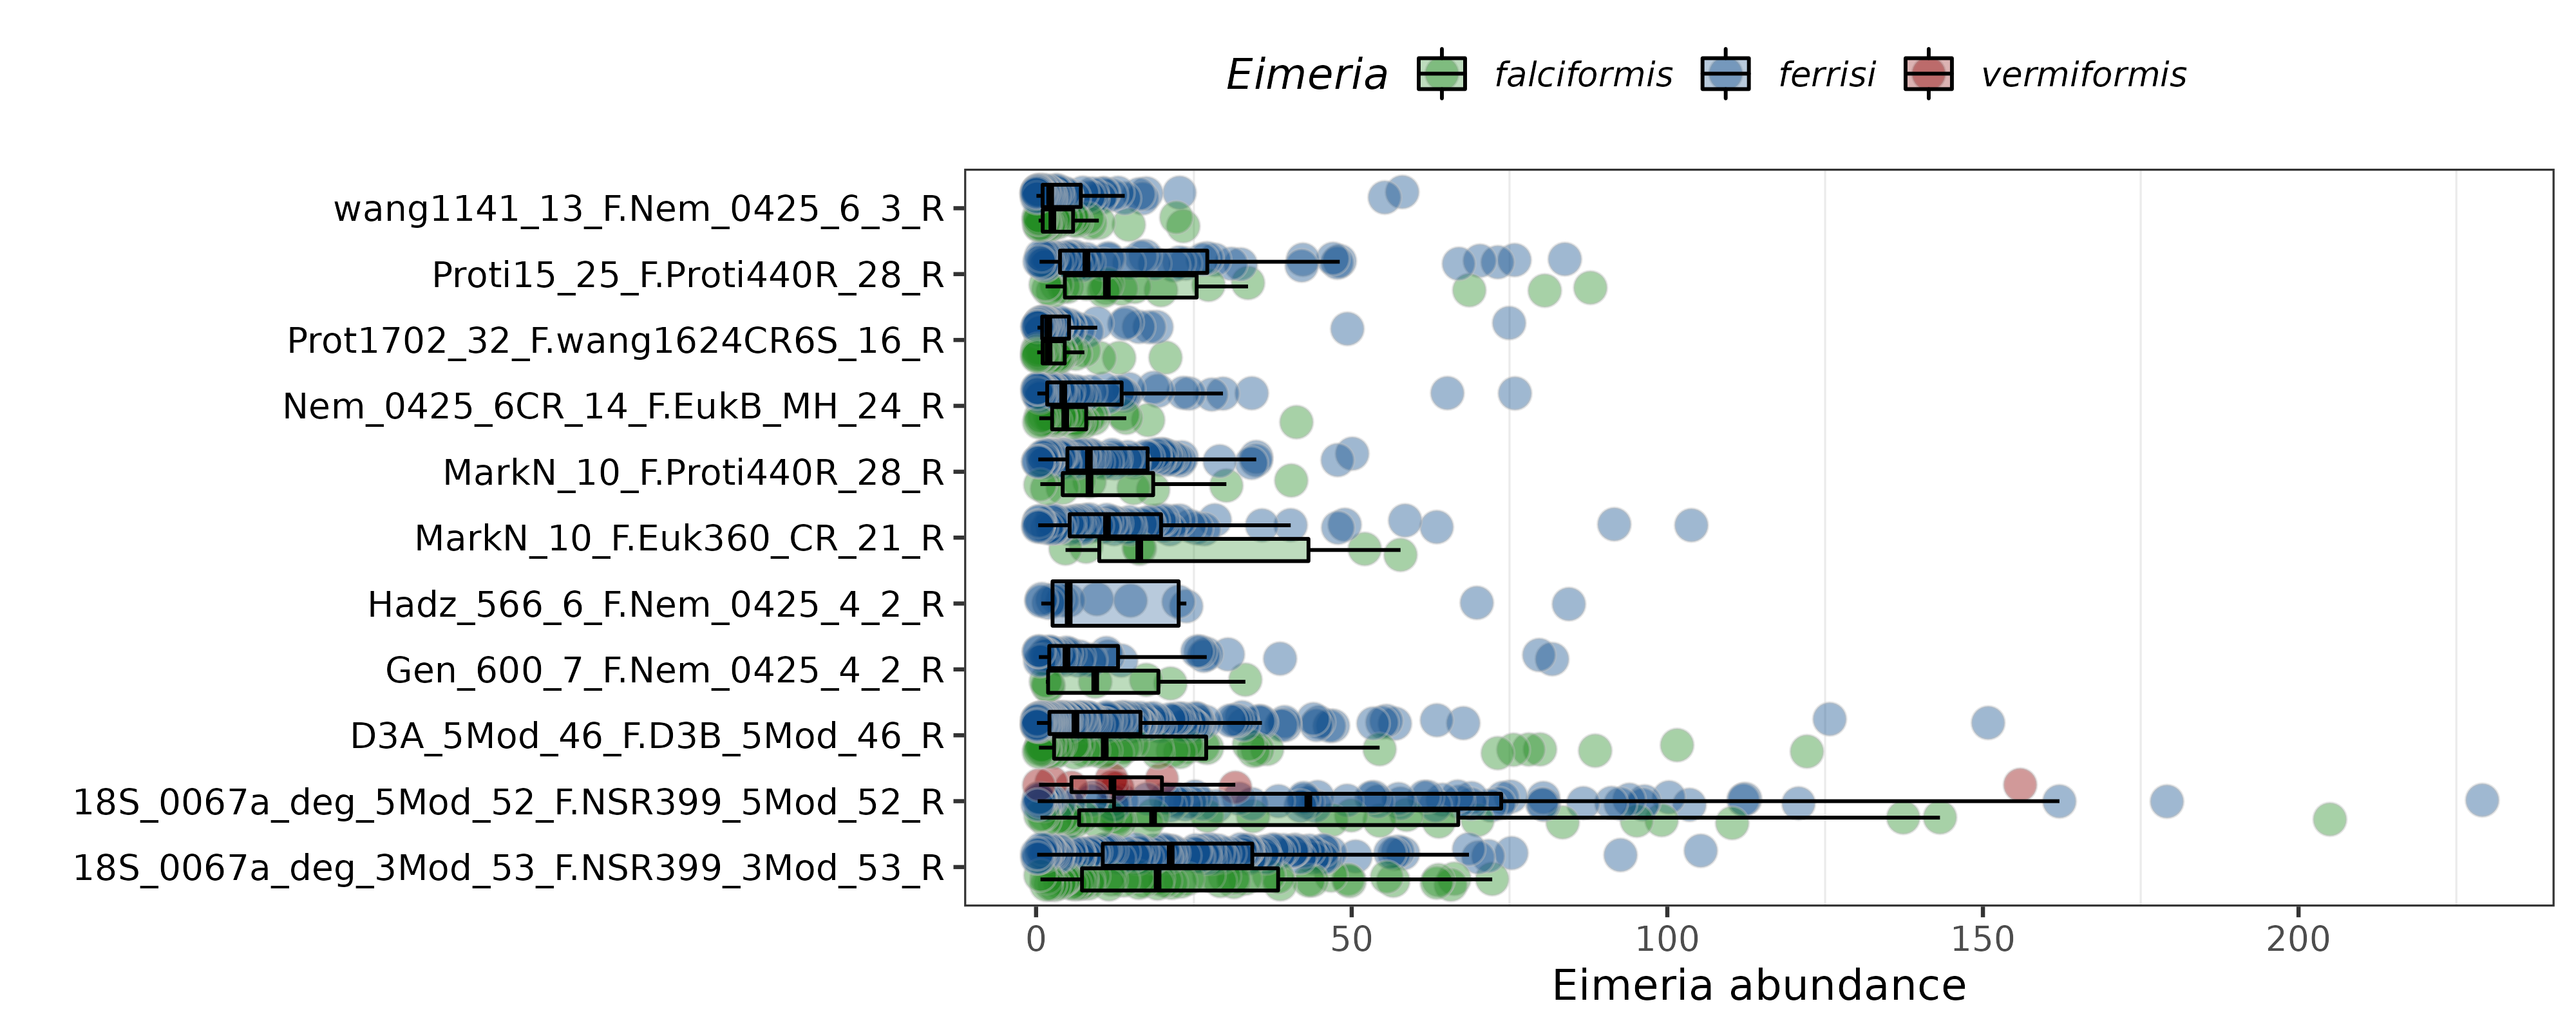 Eimeria falciformis ferrisi vermiformis
wang1141_13_F.Nem_0425_6_3_R
Proti15_25_F.Proti440R_28_R
Prot1702_32_F.wang1624CR6S_16_R
Nem_0425_6CR_14_F.EukB_MH_24_R
MarkN_10_F.Proti440R_28_R
MarkN_10_F.Euk360_CR_21_R
Hadz_566_6_F.Nem_0425_4_2_R
Gen_600_7_F.Nem_0425_4_2_R
D3A_5Mod_46_F.D3B_5Mod_46_R
18S_0067a_deg_5Mod_52_F.NSR399_5Mod_52_R
18S_0067a_deg_3Mod_53_F.NSR399_3Mod_53_R
0 50 100 150 200
Eimeria abundance